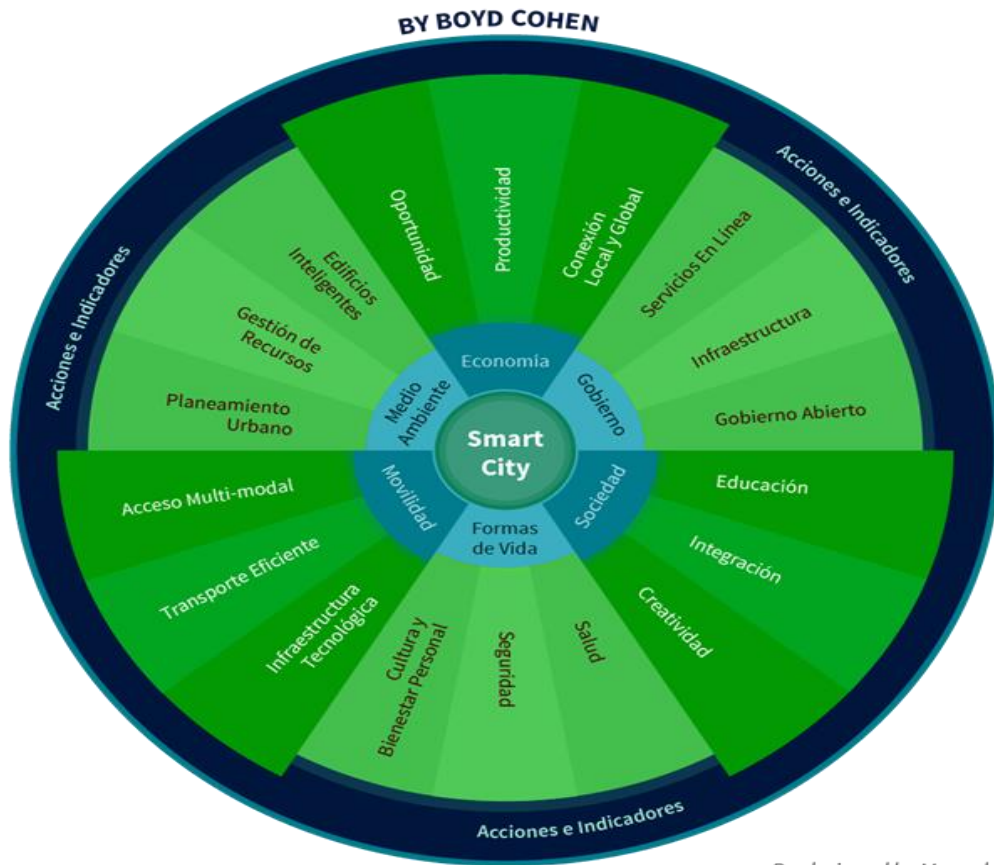 BY BOYD COHEN
Acciones e Indicadores
Acciones e Indicadores
Acciones e Indicadores
Oportunidad
Productividad
Conexión
Local y Global
Servicios En Linea
Infraestructura
Gobierno Abierto
Educación
Integración
Creatividad
Salud
Seguridad
Cultura y
Bienestar Personal
Infraestructura
Tecnológica
Transporte Eficiente
Acceso Multi-modal
Planeamiento
Urbano
Gestión de
Recursos
Edificios
Inteligentes
Economía
Gobierno
Sociedad
Formas
de Vida
Movilidad
Medio
Ambiente
Smart
City